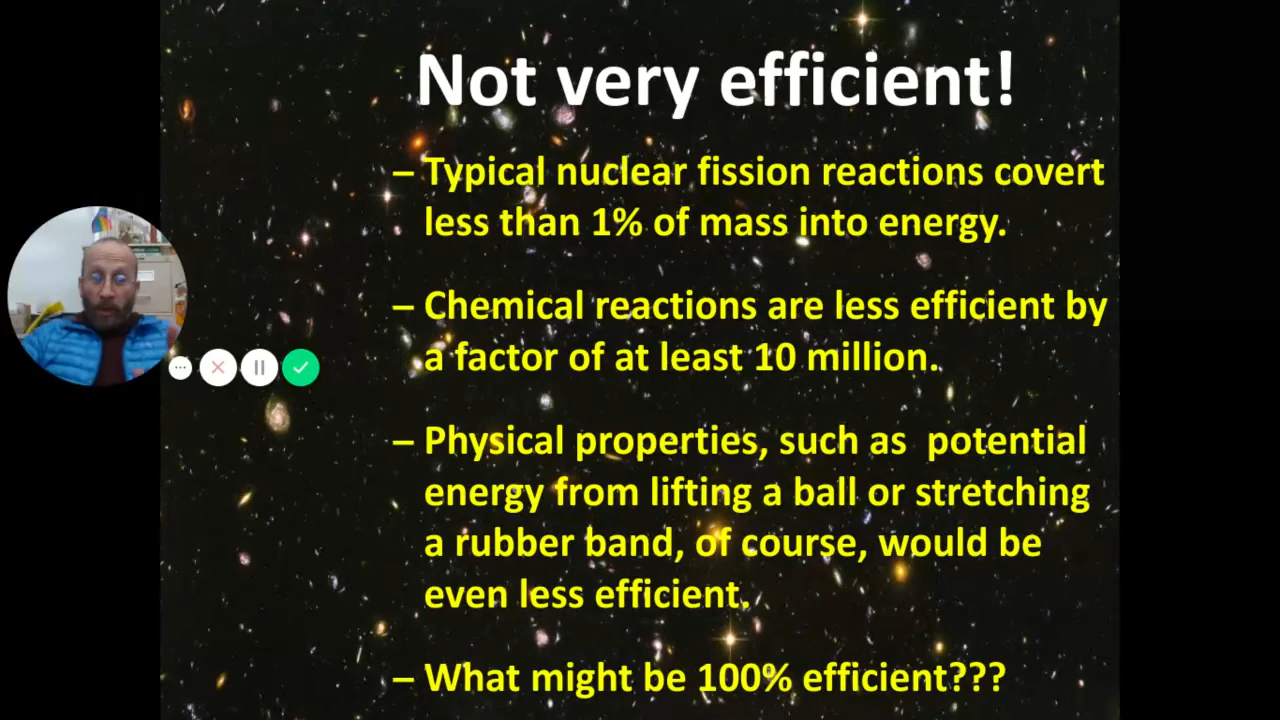 Not very efficient!
– Typical nuclear fission reactions covert
less than 1% of mass into energy.
– Chemical reactions are less efficient by
a factor of at least 10 million.
– Physical properties, such as  potential
energy from lifting a ball or stretching
a rubber band, of course, would be
even less efficient.
– What might be 100% efficient???